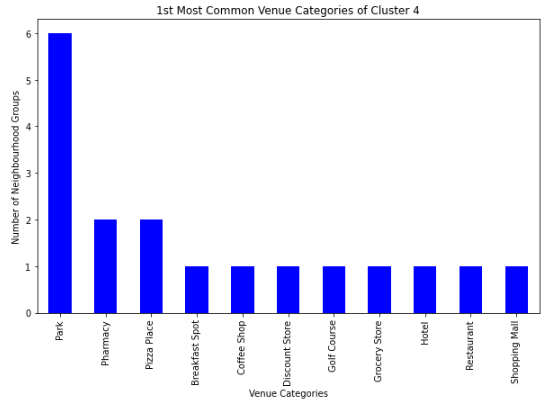 1st Most Common Venue Categories of Cluster 4
Number of Neighbourhood Groups
6
5
4
3
2
1
0
Park
Pharmacy
Pizza Place
Breakfast Spot
Coffee Shop
Discount Store
Golf Course
Grocery Store
Hotel
Restaurant
Shopping Mall
Venue Categories